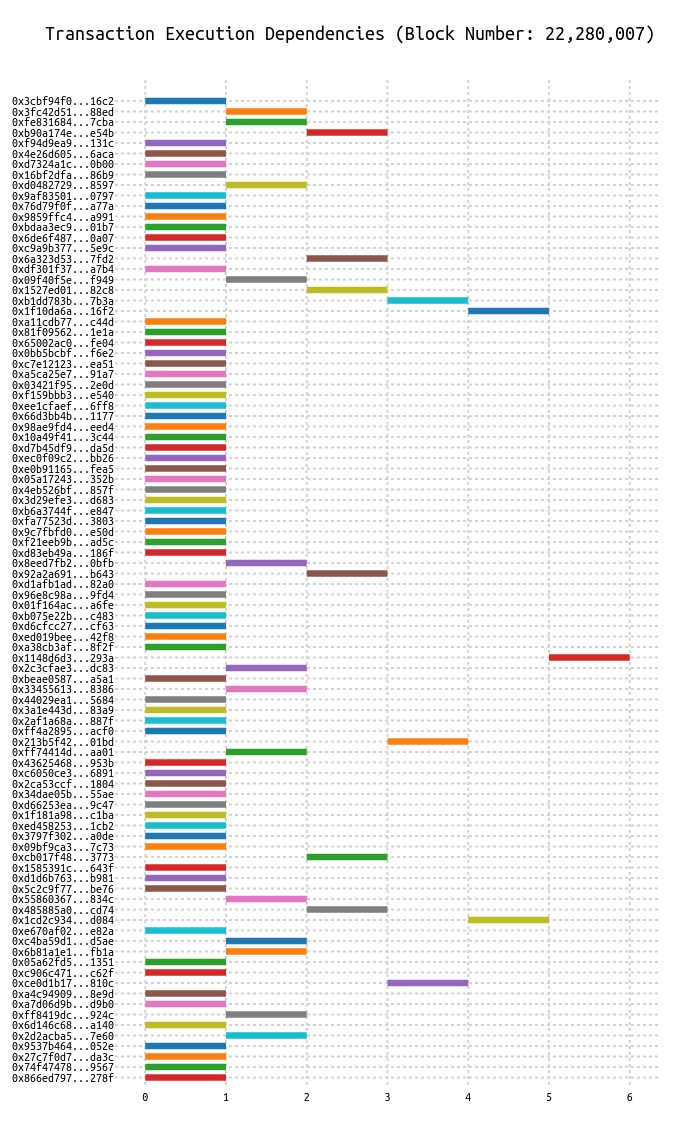 Transaction Execution Dependencies (Block Number: 22,280,007)
0x3cbf94f0...16c2
0x3fc42d51...88ed
0xfe831684...7cba
0xb90a174e...e54b
0xf94d9ea9...131c
0x4e26d605...6aca
0xd7324a1c...0b00
0x16bf2dfa...86b9
0xd0482729...8597
0x9af83501...0797
0x76d79f0f...a77a
0x9859ffc4...a991
0xbdaa3ec9...01b7
0x6de6f487...0a07
0xc9a9b377...5e9c
0x6a323d53...7fd2
0xdf301f37...a7b4
0x09f40f5e...f949
0x1527ed01...82c8
0xb1dd783b...7b3a
0x1f10da6a...16f2
0xa11cdb77...c44d
0x81f09562...1e1a
0x65002ac0...fe04
0x0bb5bcbf...f6e2
0xc7e12123...ea51
0xa5ca25e7...91a7
0x03421f95...2e0d
0xf159bbb3...e540
0xee1cfaef...6ff8
0x66d3bb4b...1177
0x98ae9fd4...eed4
0x10a49f41...3c44
0xd7b45df9...da5d
0xec0f09c2...bb26
0xe0b91165...fea5
0x05a17243...352b
0x4eb526bf...857f
0x3d29efe3...d683
0xb6a3744f...e847
0xfa77523d...3803
0x9c7fbfd0...e50d
0xf21eeb9b...ad5c
0xd83eb49a...186f
0x8eed7fb2...0bfb
0x92a2a691...b643
0xd1afb1ad...82a0
0x96e8c98a...9fd4
0x01f164ac...a6fe
0xb075e22b...c483
0xd6cfcc27...cf63
0xed019bee...42f8
0xa38cb3af...8f2f
0x1148d6d3...293a
0x2c3cfae3...dc83
0xbeae0587...a5a1
0x33455613...8386
0x44029ea1...5684
0x3a1e443d...83a9
0x2af1a68a...887f
0xff4a2895...acf0
0x213b5f42...01bd
0xff74414d...aa01
0x43625468...953b
0xc6050ce3...6891
0x2ca53ccf...1804
0x34dae05b...55ae
0xd66253ea...9c47
0x1f181a98...c1ba
0xed458253...1cb2
0x3797f302...a0de
0x09bf9ca3...7c73
0xcb017f48...3773
0x1585391c...643f
0xd1d6b763...b981
0x5c2c9f77...be76
0x55860367...834c
0x485885a0...cd74
0x1cd2c934...d084
0xe670af02...e82a
0xc4ba59d1...d5ae
0x6b81a1e1...fb1a
0x05a62fd5...1351
0xc906c471...c62f
0xce0d1b17...810c
0xa4c94909...8e9d
0xa7d06d9b...d9b0
0xff8419dc...924c
0x6d146c68...a140
0x2d2acba5...7e60
0x9537b464...052e
0x27c7f0d7...da3c
0x74f47478...9567
0x866ed797...278f
0 1 2 3 4 5 6